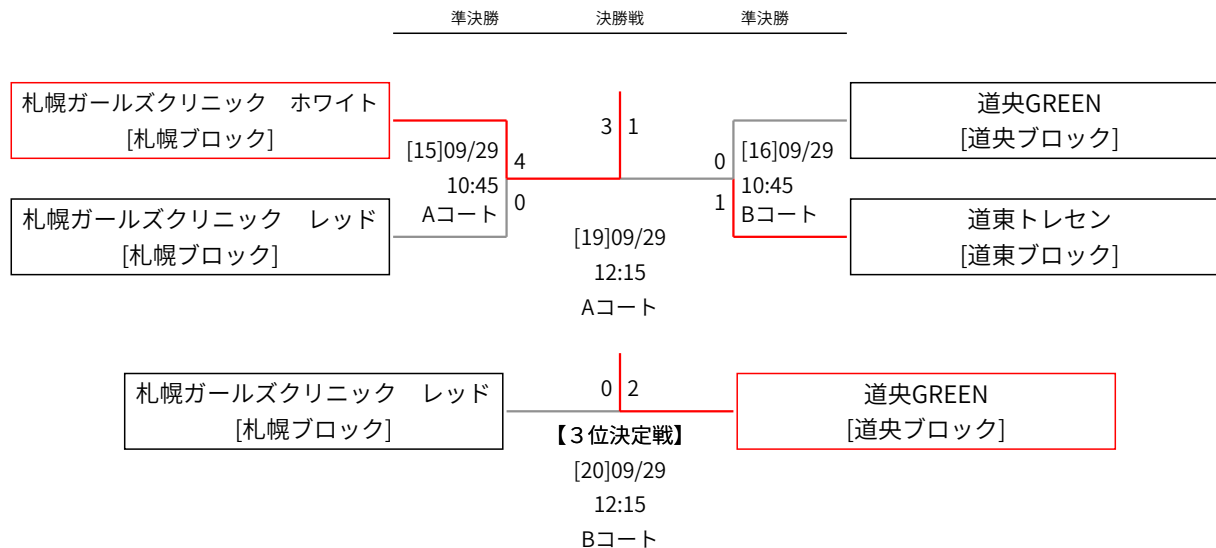 準決勝 決勝戦 準決勝
札幌ガールズクリニック　ホワイト
[札幌ブロック]
[15]09/29
10:45
Aコート
4
0
札幌ガールズクリニック　レッド
[札幌ブロック]
3 1
[19]09/29
12:15
Aコート
0
1
[16]09/29
10:45
Bコート
道央GREEN
[道央ブロック]
道東トレセン
[道東ブロック]
札幌ガールズクリニック　レッド
[札幌ブロック]
0 2
【３位決定戦】
[20]09/29
12:15
Bコート
道央GREEN
[道央ブロック]